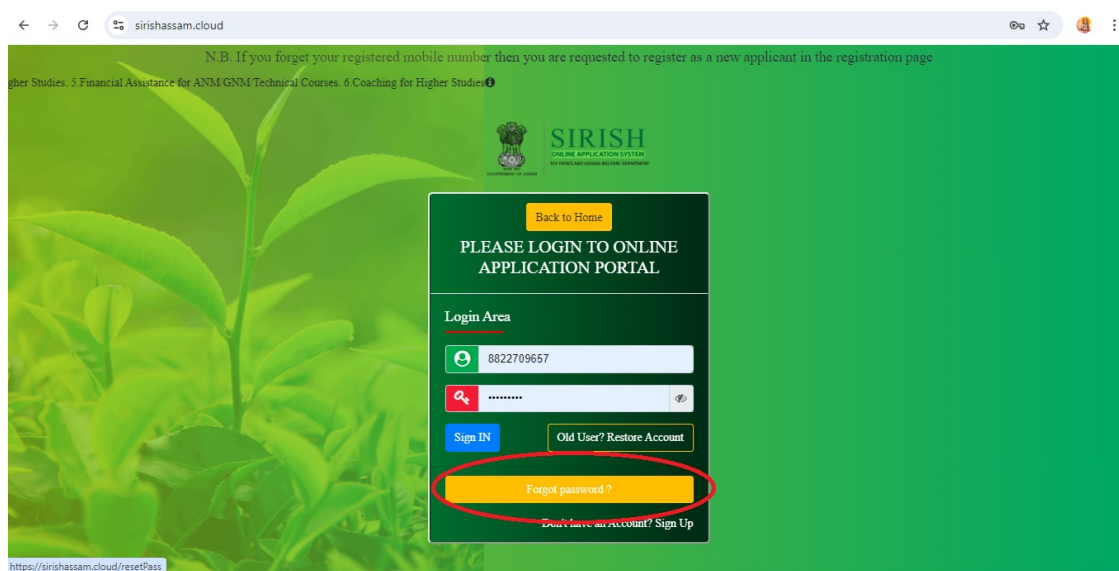 sirishassam.cloud
N.B. If you forget your registered mobile number then you are requested to register as a new applicant in the registration page
gher Studies. 5.Financial Assistance for ANM/GNM/Technical Courses. 6.Coaching for Higher Studies
SIRISH
ONLINE APPLICATION SYSTEM
GOVERNMENT OF ASSAM
Back to Home
PLEASE LOGIN TO ONLINE
APPLICATION PORTAL
Login Area
8822709657
Sign IN
Old User? Restore Account
Forgot password ?
Don't have an Account? Sign Up
https://sirishassam.cloud/resetPass